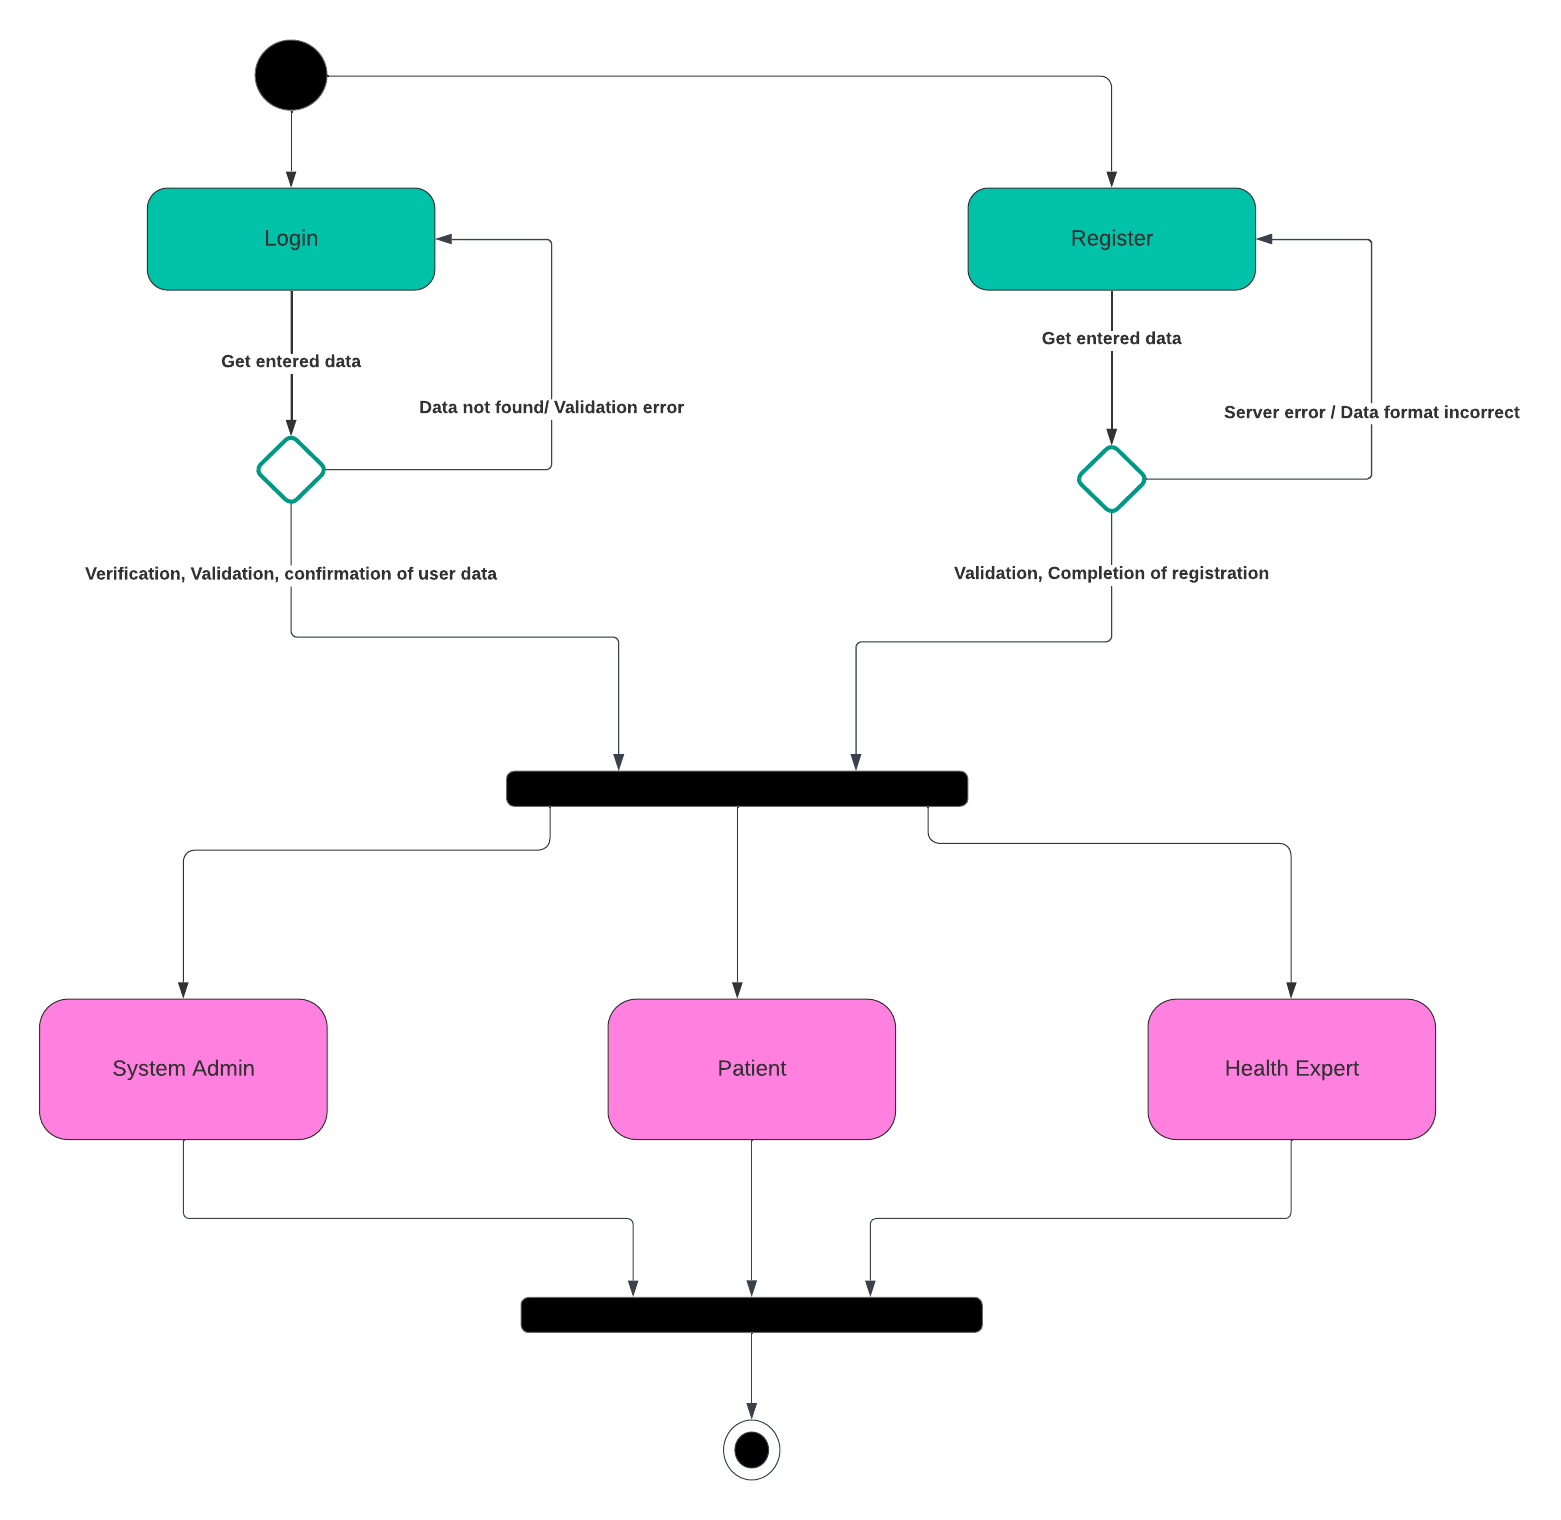 Login
Register
Get entered data
Get entered data
Data not found/ Validation error
Server error / Data format incorrect
Verification, Validation, confirmation of user data
Validation, Completion of registration
System Admin
Patient
Health Expert